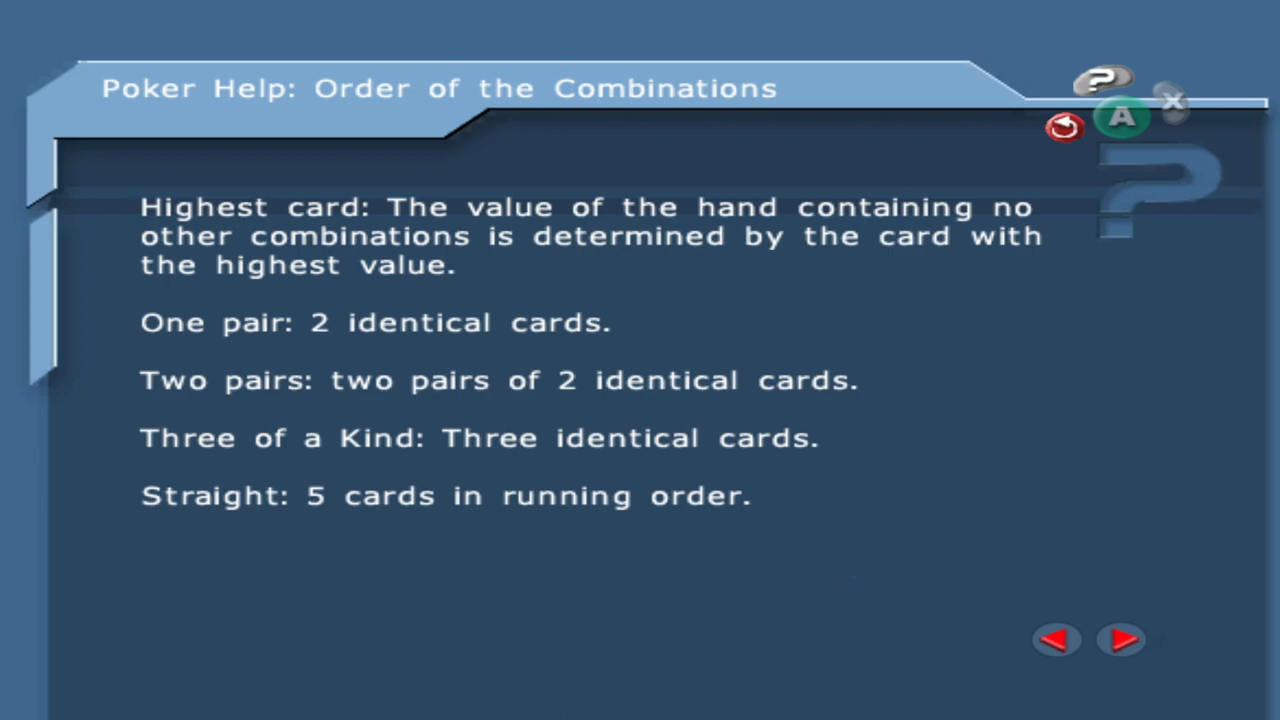 Poker Help: Order of the Combinations
?
A
X
?
Highest card: The value of the hand containing no
other combinations is determined by the card with
the highest value.
One pair: 2 identical cards.
Two pairs: two pairs of 2 identical cards.
Three of a Kind: Three identical cards.
Straight: 5 cards in running order.